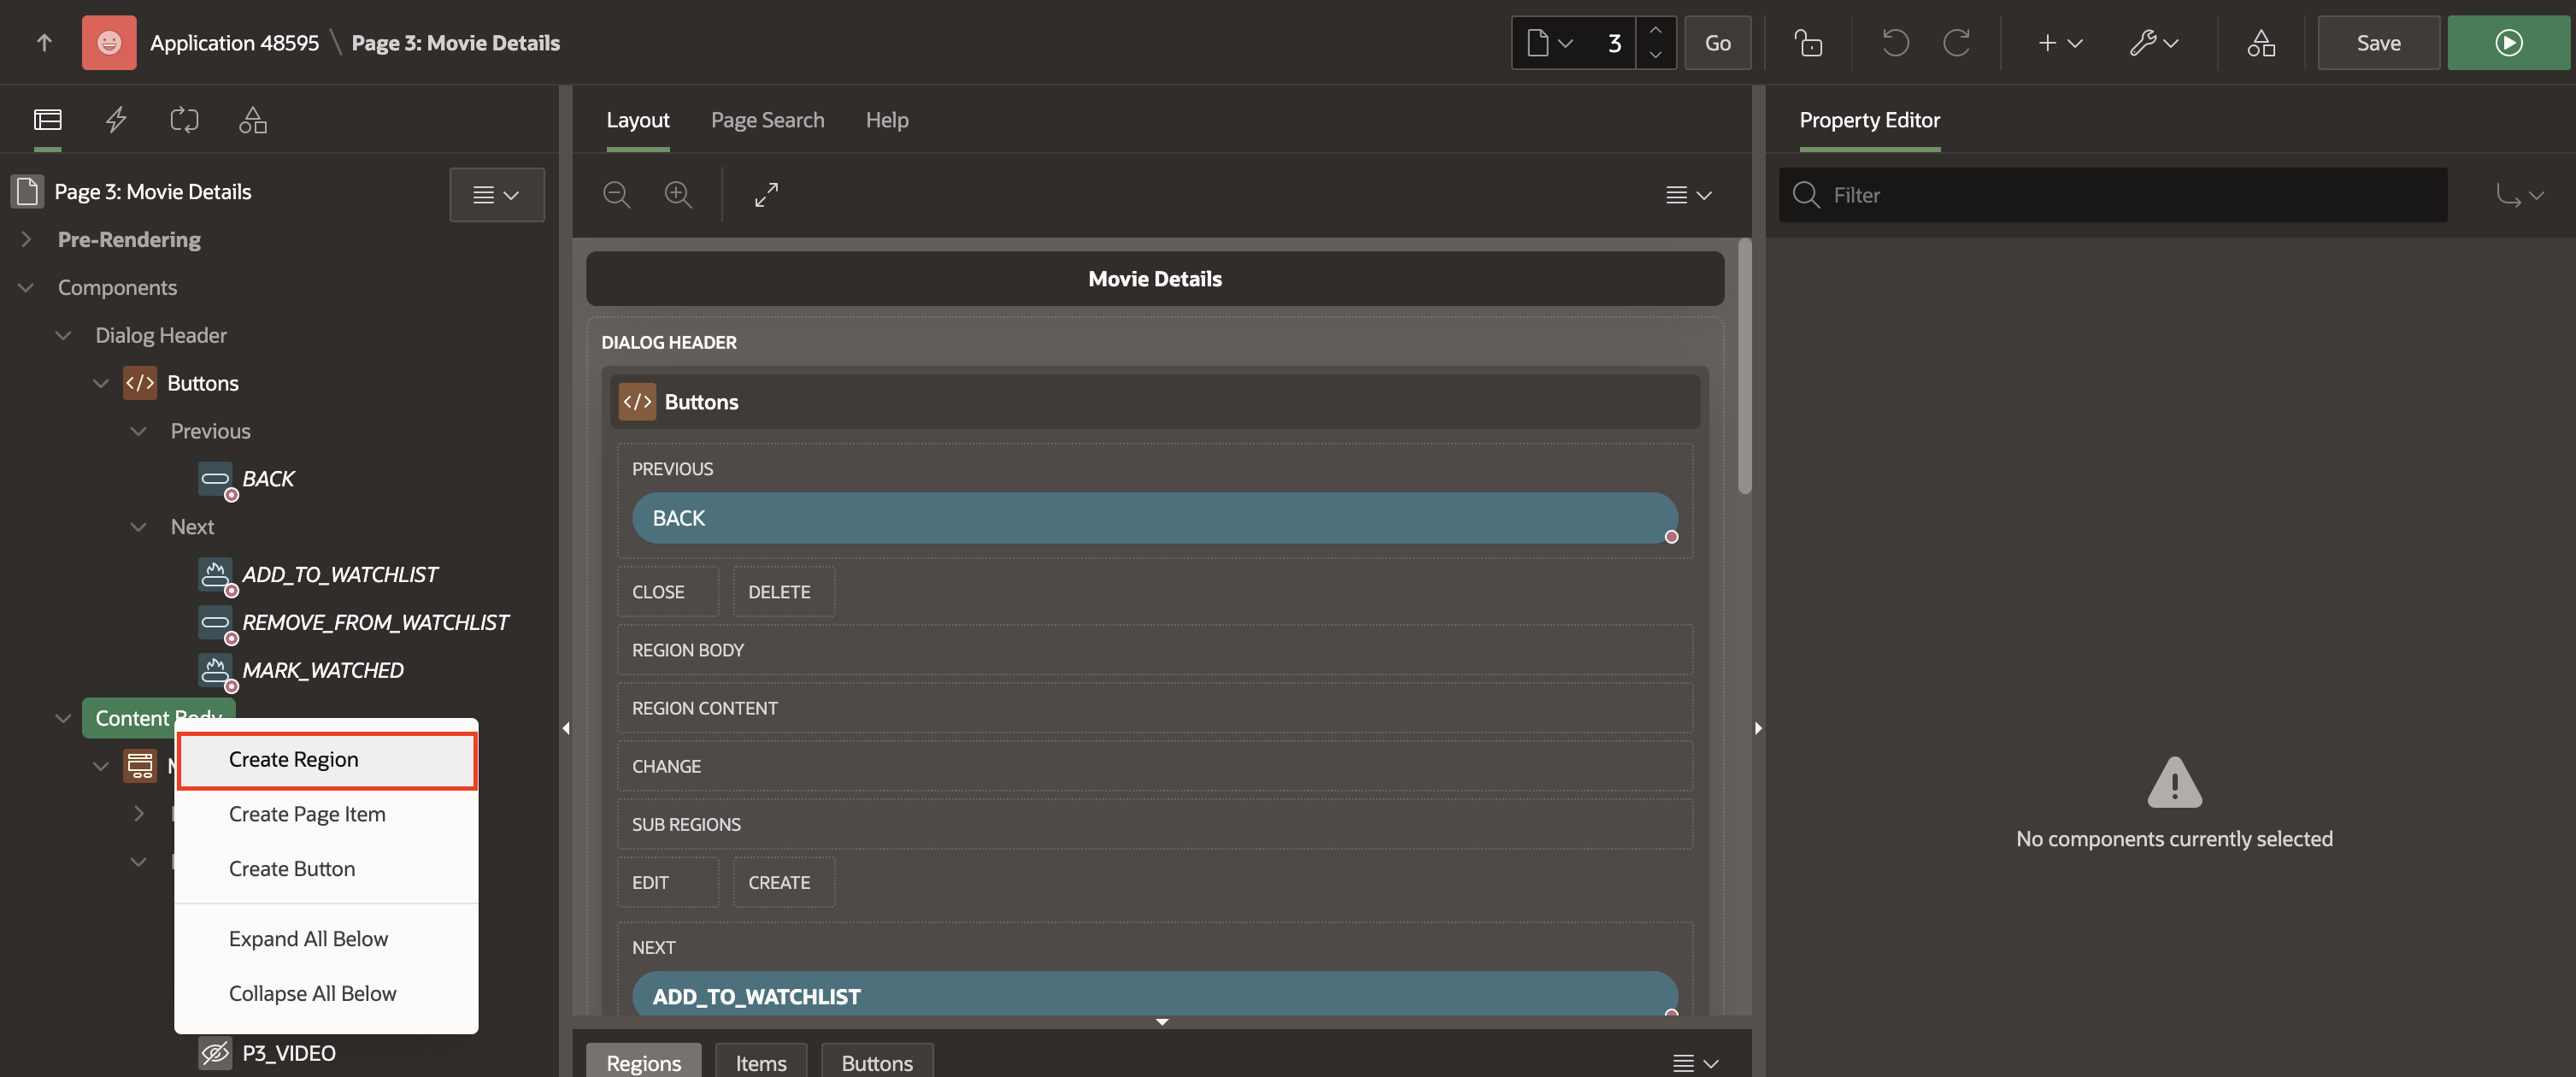 Application 48595 \ Page 3: Movie Details
3
Go
Save
Layout
Page Search
Help
Property Editor
Page 3: Movie Details
Filter
Pre-Rendering
Components
Dialog Header
Buttons
Previous
BACK
Next
ADD_TO_WATCHLIST
REMOVE_FROM_WATCHLIST
MARK_WATCHED
Content Body
Create Region
Create Page Item
Create Button
Expand All Below
Collapse All Below
P3_VIDEO
Movie Details
DIALOG HEADER
</> Buttons
PREVIOUS
BACK
CLOSE
DELETE
REGION BODY
REGION CONTENT
CHANGE
SUB REGIONS
EDIT
CREATE
NEXT
ADD_TO_WATCHLIST
Regions
Items
Buttons
No components currently selected